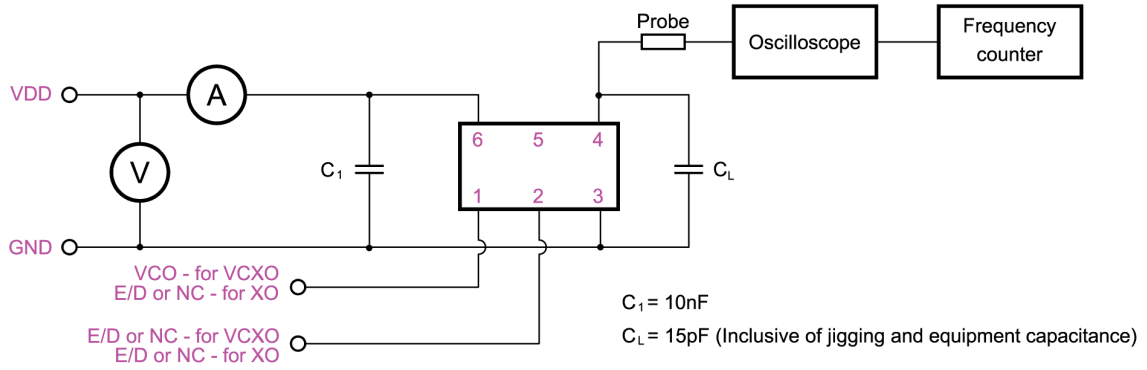 Probe
Oscilloscope
Frequency
counter
VDD
A
6
5
4
V
C1
CL
1
2
3
GND
VCO - for VCXO
E/D or NC - for XO
E/D or NC - for VCXO
E/D or NC - for XO
C1 = 10nF
CL = 15pF (Inclusive of jigging and equipment capacitance)